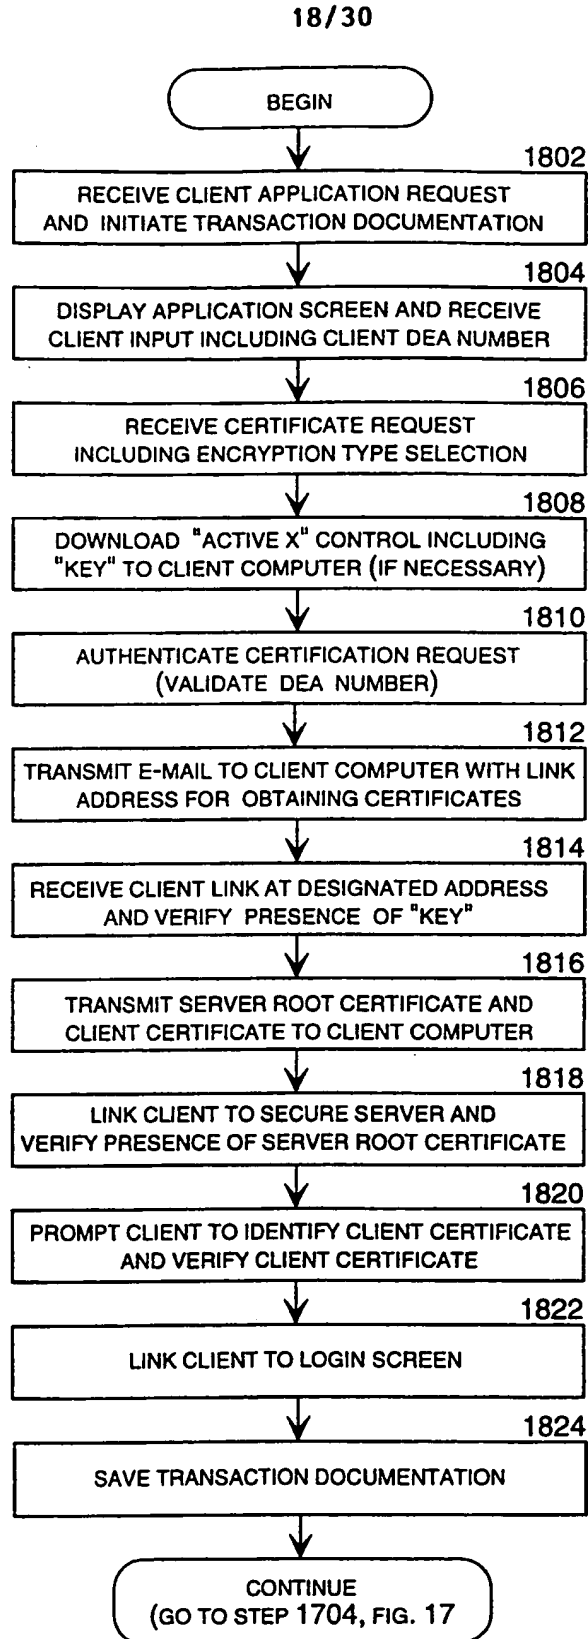 18/30
BEGIN
1802
RECEIVE CLIENT APPLICATION REQUEST
AND INITIATE TRANSACTION DOCUMENTATION
1804
DISPLAY APPLICATION SCREEN AND RECEIVE
CLIENT INPUT INCLUDING CLIENT DEA NUMBER
1806
RECEIVE CERTIFICATE REQUEST
INCLUDING ENCRYPTION TYPE SELECTION
1808
DOWNLOAD "ACTIVE X" CONTROL INCLUDING
"KEY" TO CLIENT COMPUTER (IF NECESSARY)
1810
AUTHENTICATE CERTIFICATION REQUEST
(VALIDATE DEA NUMBER)
1812
TRANSMIT E-MAIL TO CLIENT COMPUTER WITH LINK
ADDRESS FOR OBTAINING CERTIFICATES
1814
RECEIVE CLIENT LINK AT DESIGNATED ADDRESS
AND VERIFY PRESENCE OF "KEY"
1816
TRANSMIT SERVER ROOT CERTIFICATE AND
CLIENT CERTIFICATE TO CLIENT COMPUTER
1818
LINK CLIENT TO SECURE SERVER AND
VERIFY PRESENCE OF SERVER ROOT CERTIFICATE
1820
PROMPT CLIENT TO IDENTIFY CLIENT CERTIFICATE
AND VERIFY CLIENT CERTIFICATE
1822
LINK CLIENT TO LOGIN SCREEN
1824
SAVE TRANSACTION DOCUMENTATION
CONTINUE
(GO TO STEP 1704, FIG. 17